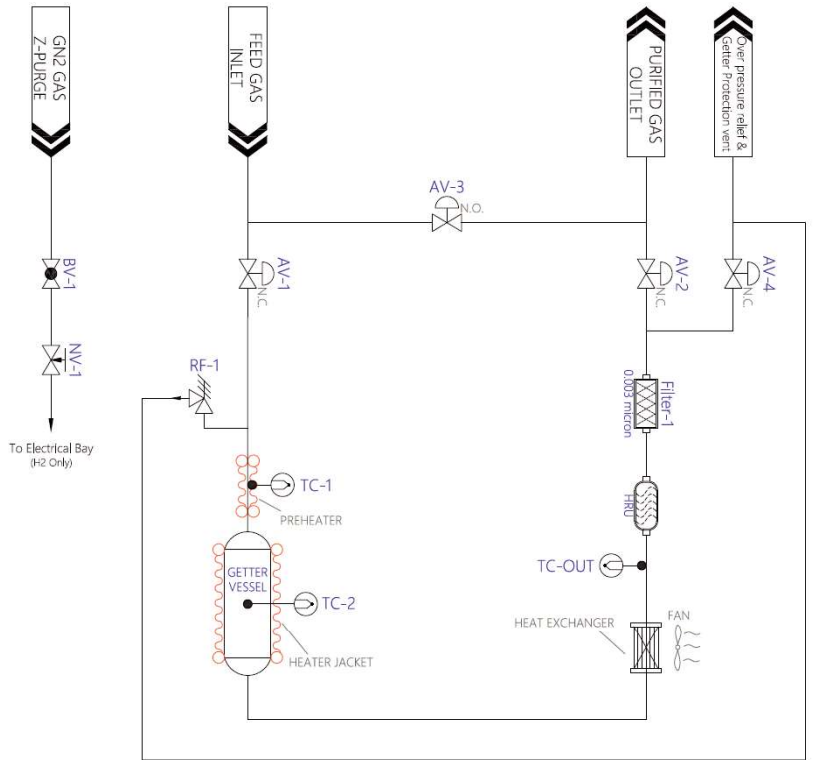 GN2 GAS
Z-PURGE
FEED GAS
INLET
PURIFIED GAS
OUTLET
Over pressure relief &
Getter Protection vent
AV-3
N.O.
BV-1
AV-1
N.C.
AV-2
N.C.
AV-4
N.C.
NV-1
RF-1
Filter-1
0.003 micron
To Electrical Bay
(H2 Only)
TC-1
PREHEATER
HRU
TC-OUT
GETTER
VESSEL
TC-2
HEAT EXCHANGER
FAN
HEATER JACKET